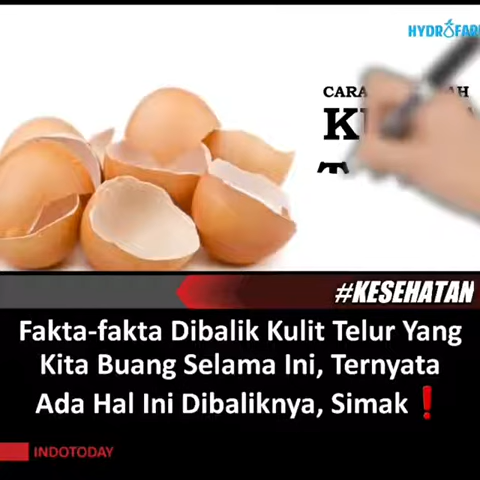 CARA
#KESEHATAN
Fakta-fakta Dibalik Kulit Telur Yang
Kita Buang Selama Ini, Ternyata
Ada Hal Ini Dibaliknya, Simak❗
INDOTODAY